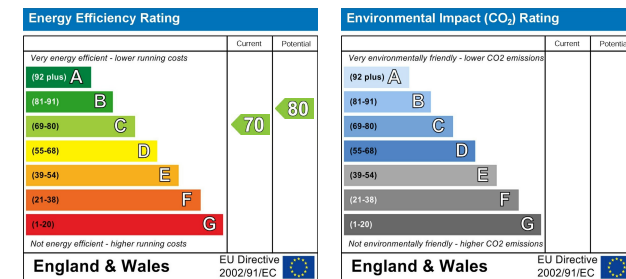 Energy Efficiency Rating
Current Potential
Very energy efficient - lower running costs
(92 plus) A
(81-91) B
(69-80) C
(55-68) D
(39-54) E
(21-38) F
(1-20) G
70
80
Not energy efficient - higher running costs
England & Wales
EU Directive
2002/91/EC
Environmental Impact (CO₂) Rating
Current Potential
Very environmentally friendly - lower CO2 emissions
(92 plus) A
(81-91) B
(69-80) C
(55-68) D
(39-54) E
(21-38) F
(1-20) G
Not environmentally friendly - higher CO2 emissions
England & Wales
EU Directive
2002/91/EC